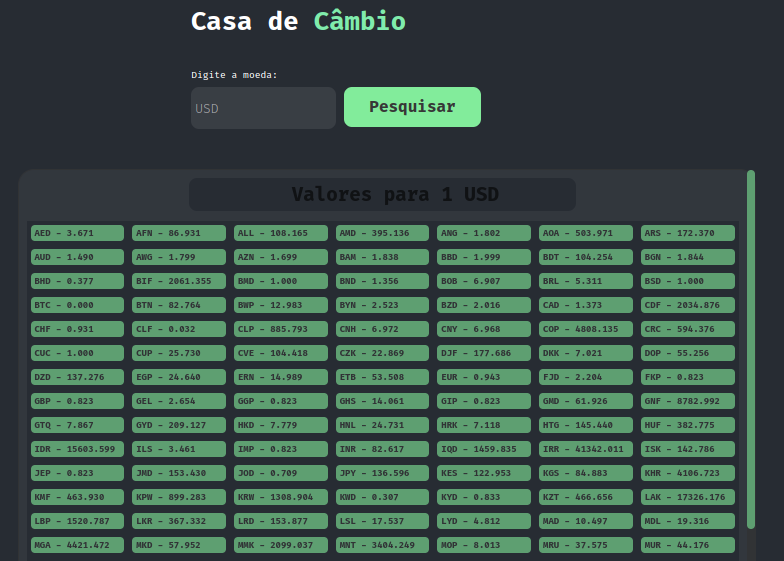 Casa de Câmbio
Digite a moeda:
USD Pesquisar
Valores para 1 USD
AED - 3.671 AFN - 86.931 ALL - 108.165 AMD - 395.136 ANG - 1.802 AOA - 503.971 ARS - 172.370
AUD - 1.490 AWG - 1.799 AZN - 1.699 BAM - 1.838 BBD - 1.999 BDT - 104.254 BGN - 1.844
BHD - 0.377 BIF - 2061.355 BMD - 1.000 BND - 1.356 BOB - 6.907 BRL - 5.311 BSD - 1.000
BTC - 0.000 BTN - 82.764 BWP - 12.983 BYN - 2.523 BZD - 2.016 CAD - 1.373 CDF - 2034.876
CHF - 0.931 CLF - 0.032 CLP - 885.793 CNH - 6.972 CNY - 6.968 COP - 4808.135 CRC - 594.376
CUC - 1.000 CUP - 25.730 CVE - 104.418 CZK - 22.869 DJF - 177.686 DKK - 7.021 DOP - 55.256
DZD - 137.276 EGP - 24.640 ERN - 14.989 ETB - 53.508 EUR - 0.943 FJD - 2.204 FKP - 0.823
GBP - 0.823 GEL - 2.654 GGP - 0.823 GHS - 14.061 GIP - 0.823 GMD - 61.926 GNF - 8782.992
GTQ - 7.867 GYD - 209.127 HKD - 7.779 HNL - 24.731 HRK - 7.118 HTG - 145.440 HUF - 382.775
IDR - 15603.599 ILS - 3.461 IMP - 0.823 INR - 82.617 IQD - 1459.835 IRR - 41342.011 ISK - 142.786
JEP - 0.823 JMD - 153.430 JOD - 0.709 JPY - 136.596 KES - 122.953 KGS - 84.883 KHR - 4106.723
KMF - 463.930 KPW - 899.283 KRW - 1308.904 KWD - 0.307 KYD - 0.833 KZT - 466.656 LAK - 17326.176
LBP - 1520.787 LKR - 367.332 LRD - 153.877 LSL - 17.537 LYD - 4.812 MAD - 10.497 MDL - 19.316
MGA - 4421.472 MKD - 57.952 MMK - 2099.037 MNT - 3404.249 MOP - 8.013 MRU - 37.575 MUR - 44.176